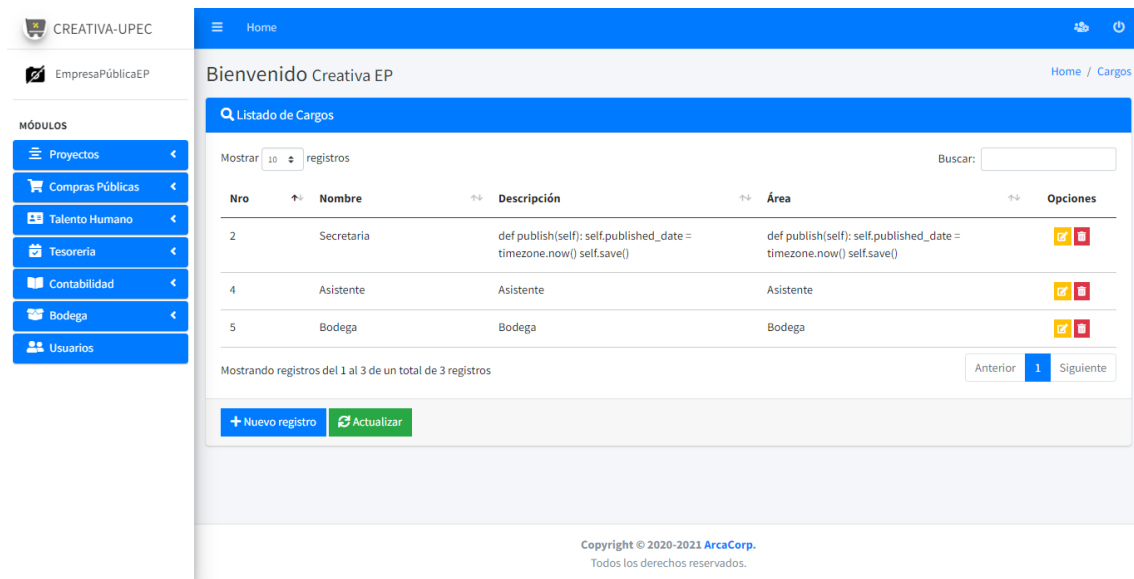 CREATIVA-UPEC
Home
EmpresaPúblicaEP
Bienvenido Creativa EP
Home / Cargos
MÓDULOS
Proyectos
Compras Públicas
Talento Humano
Tesoreria
Contabilidad
Bodega
Usuarios
Listado de Cargos
Mostrar 10 registros
Buscar:
Nro Nombre Descripción Área Opciones
2 Secretaria def publish(self): self.published_date = def publish(self): self.published_date =
timezone.now() self.save() timezone.now() self.save()
4 Asistente Asistente Asistente
5 Bodega Bodega Bodega
Mostrando registros del 1 al 3 de un total de 3 registros
Anterior 1 Siguiente
Nuevo registro Actualizar
Copyright © 2020-2021 ArcaCorp.
Todos los derechos reservados.